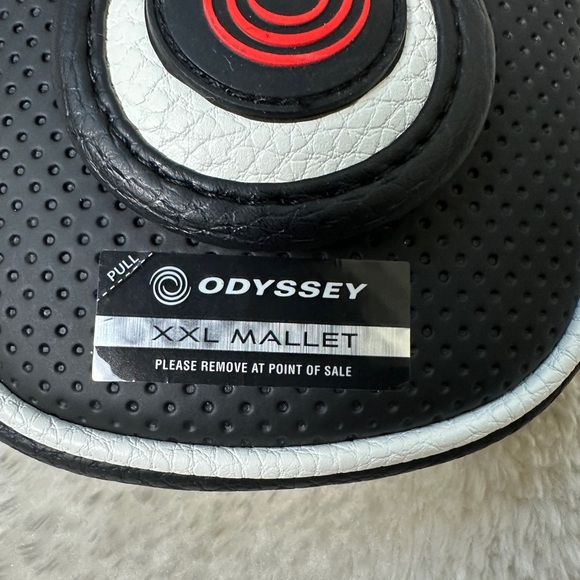 PULL
ODYSSEY
XXL MALLET
PLEASE REMOVE AT POINT OF SALE